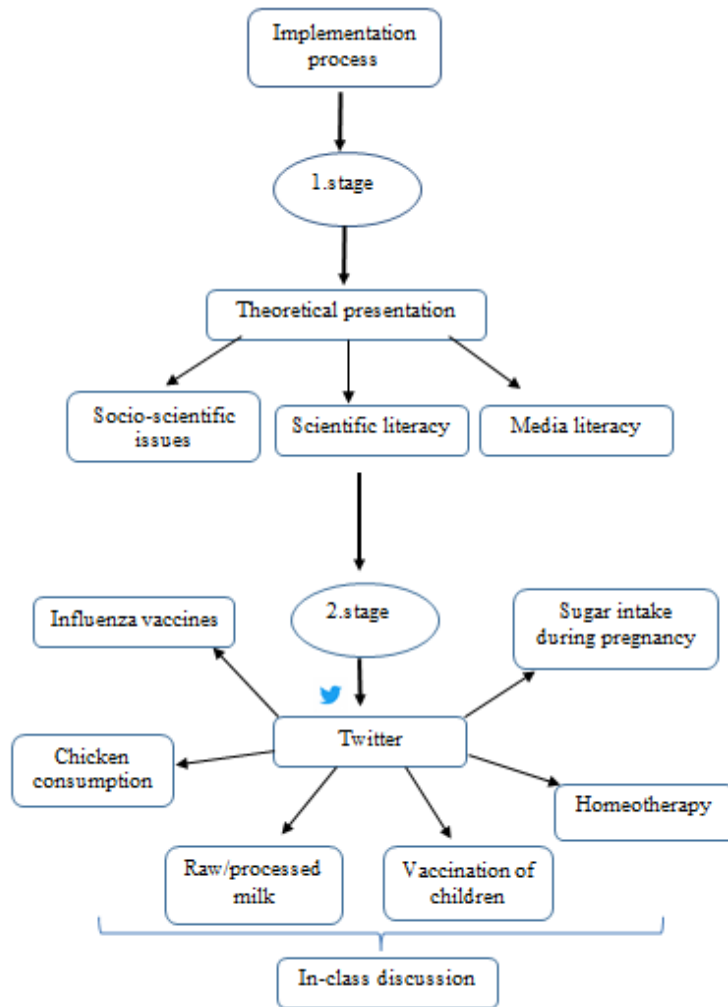 Implementation
process
1.stage
Theoretical presentation
Socio-scientific
issues
Scientific literacy
Media literacy
2.stage
Influenza vaccines
Sugar intake
during pregnancy
Twitter
Chicken
consumption
Homeotherapy
Raw/processed
milk
Vaccination of
children
In-class discussion